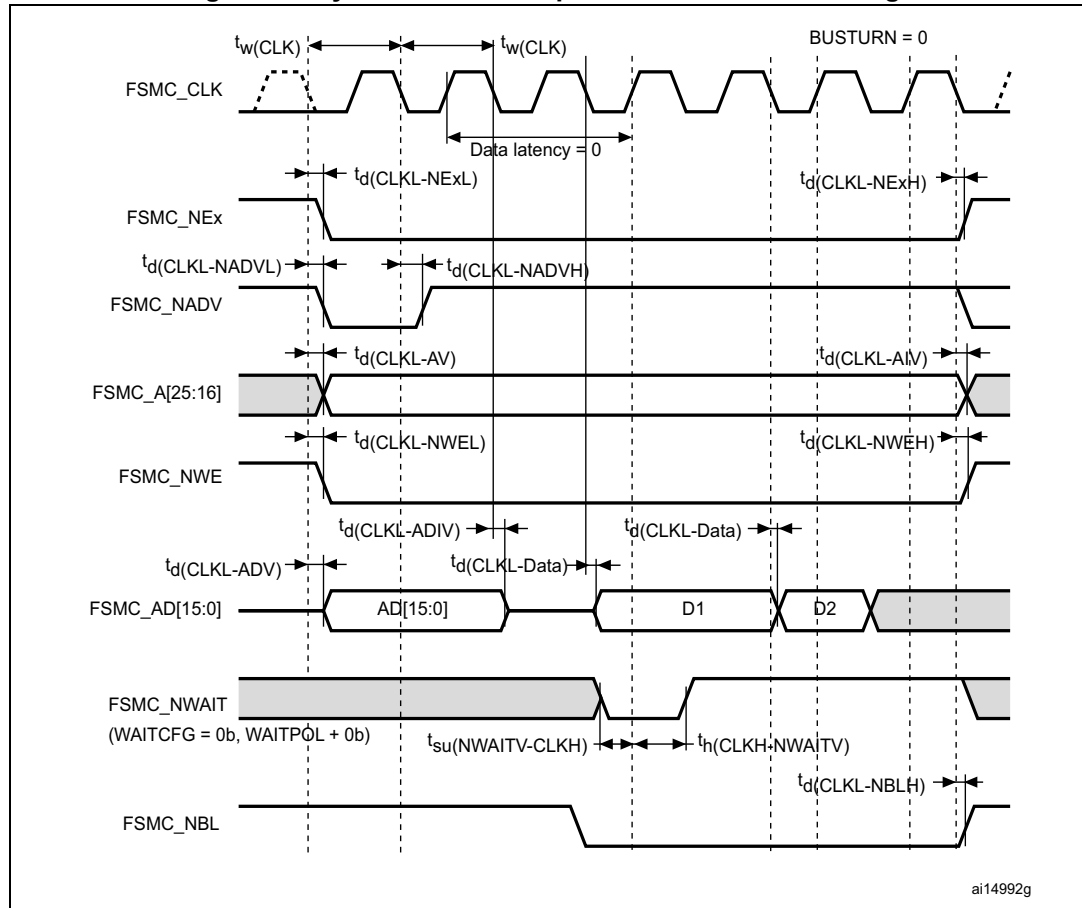 tw(CLK) tw(CLK) BUSTURN = 0
FSMC_CLK
Data latency = 0
td(CLKL-NExL) td(CLKL-NExH)
FSMC_NEx
td(CLKL-NADVL) td(CLKL-NADVH)
FSMC_NADV
td(CLKL-AV) td(CLKL-AIV)
FSMC_A[25:16]
td(CLKL-NWEL) td(CLKL-NWEH)
FSMC_NWE
td(CLKL-ADIV) td(CLKL-Data)
td(CLKL-ADV) td(CLKL-Data)
FSMC_AD[15:0] AD[15:0] D1 D2
FSMC_NWAIT
(WAITCFG = 0b, WAITPOL + 0b)
tsu(NWAITV-CLKH) th(CLKH-NWAITV)
td(CLKL-NBLH)
FSMC_NBL
ai14992g